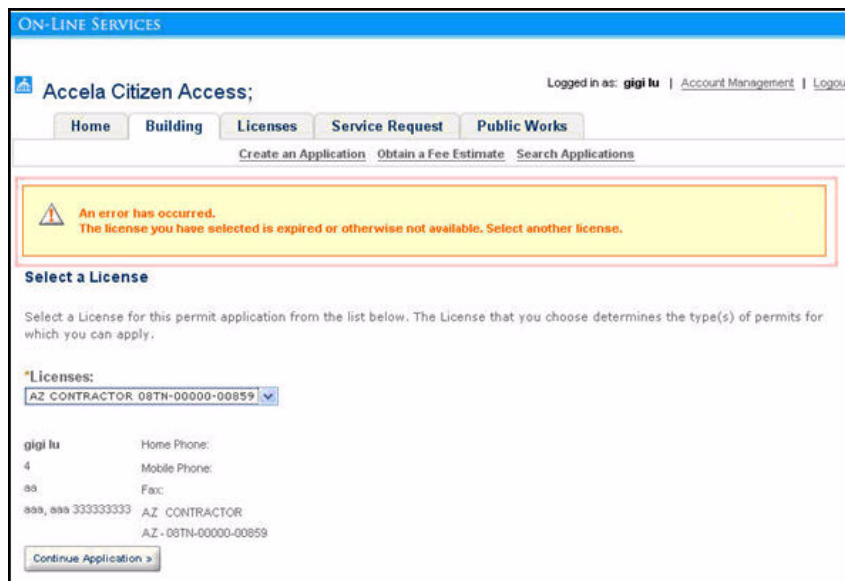 ON-LINE SERVICES
Logged in as: gigi lu | Account Management | Logou
Accela Citizen Access;
Home Building Licenses Service Request Public Works
Create an Application Obtain a Fee Estimate Search Applications
An error has occurred.
The license you have selected is expired or otherwise not available. Select another license.
Select a License
Select a License for this permit application from the list below. The License that you choose determines the type(s) of permits for
which you can apply.
*Licenses:
AZ CONTRACTOR 08TN-00000-00859
gigi lu Home Phone:
4 Mobile Phone:
aa Fax:
aaa, aaa 333333333 AZ CONTRACTOR
AZ-08TN-00000-00859
Continue Application »